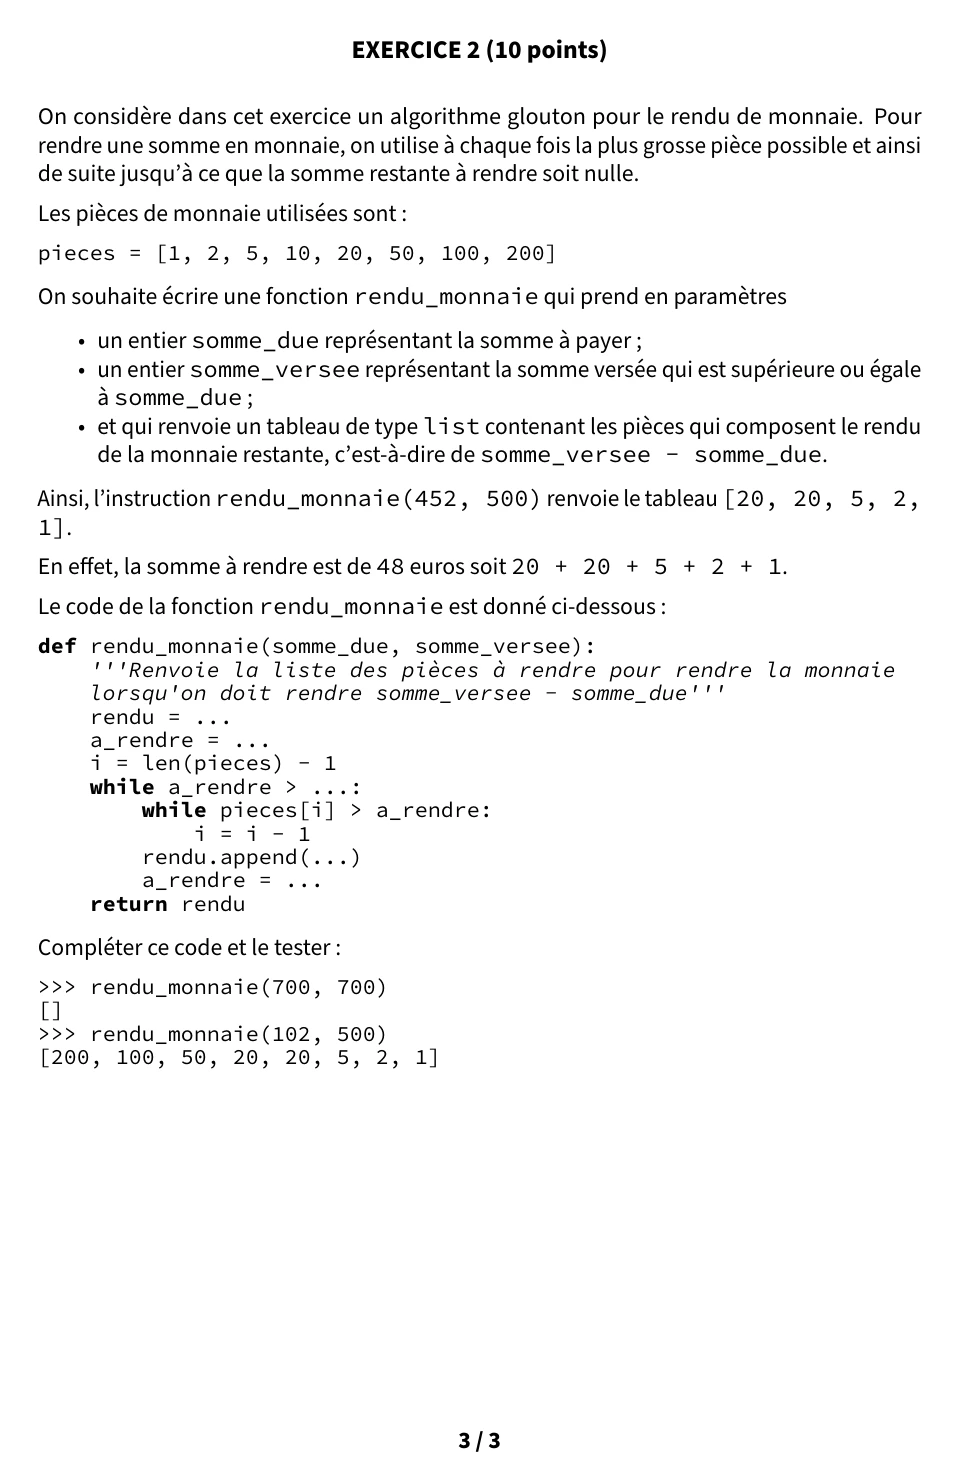 EXERCICE 2 (10 points)
On considère dans cet exercice un algorithme glouton pour le rendu de monnaie. Pour
rendre une somme en monnaie, on utilise à chaque fois la plus grosse pièce possible et ainsi
de suite jusqu’à ce que la somme restante à rendre soit nulle.
Les pièces de monnaie utilisées sont :
pieces = [1, 2, 5, 10, 20, 50, 100, 200]
On souhaite écrire une fonction rendu_monnaie qui prend en paramètres
• un entier somme_due représentant la somme à payer ;
• un entier somme_versee représentant la somme versée qui est supérieure ou égale
à somme_due ;
• et qui renvoie un tableau de type list contenant les pièces qui composent le rendu
de la monnaie restante, c’est-à-dire de somme_versee - somme_due.
Ainsi, l’instruction rendu_monnaie(452, 500) renvoie le tableau [20, 20, 5, 2,
1].
En effet, la somme à rendre est de 48 euros soit 20 + 20 + 5 + 2 + 1.
Le code de la fonction rendu_monnaie est donné ci-dessous :
def rendu_monnaie(somme_due, somme_versee):
    '''Renvoie la liste des pièces à rendre pour rendre la monnaie
    lorsqu'on doit rendre somme_versee - somme_due'''
    rendu = ...
    a_rendre = ...
    i = len(pieces) - 1
    while a_rendre > ...:
        while pieces[i] > a_rendre:
            i = i - 1
        rendu.append(...)
        a_rendre = ...
    return rendu
Compléter ce code et le tester :
>>> rendu_monnaie(700, 700)
[]
>>> rendu_monnaie(102, 500)
[200, 100, 50, 20, 20, 5, 2, 1]
3 / 3